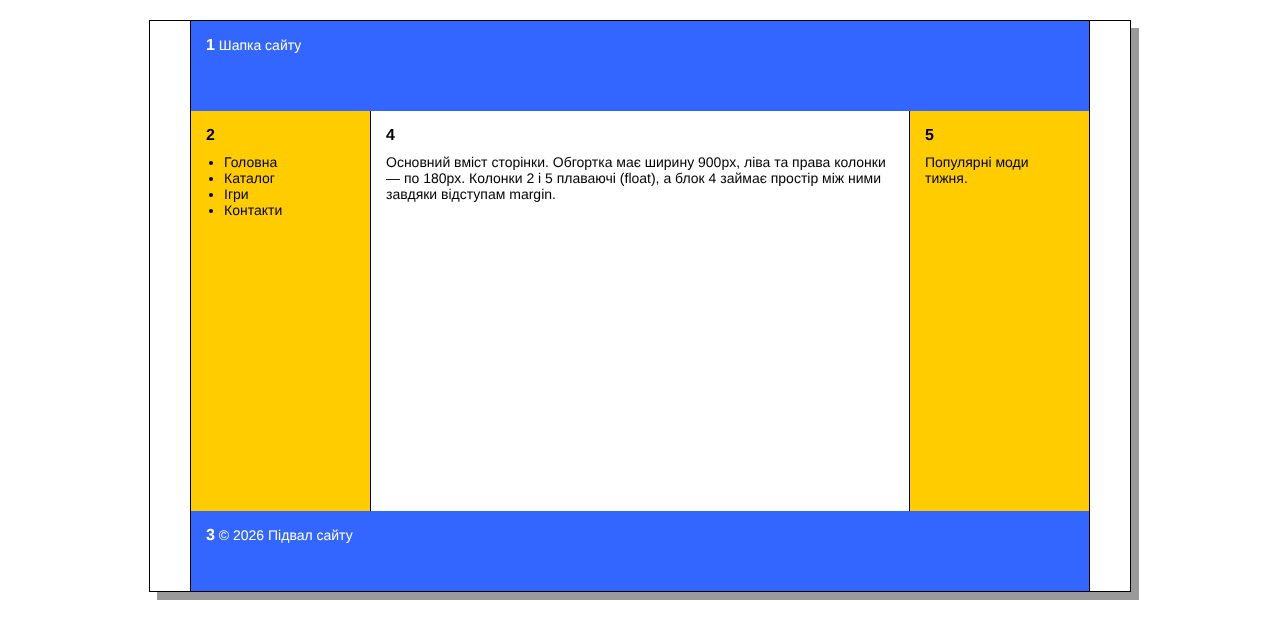 1 Шапка сайту
2
• Головна
• Каталог
• Ігри
• Контакти
4
Основний вміст сторінки. Обгортка має ширину 900px, ліва та права колонки
— по 180px. Колонки 2 і 5 плаваючі (float), а блок 4 займає простір між ними
завдяки відступам margin.
5
Популярні моди
тижня.
3 © 2026 Підвал сайту